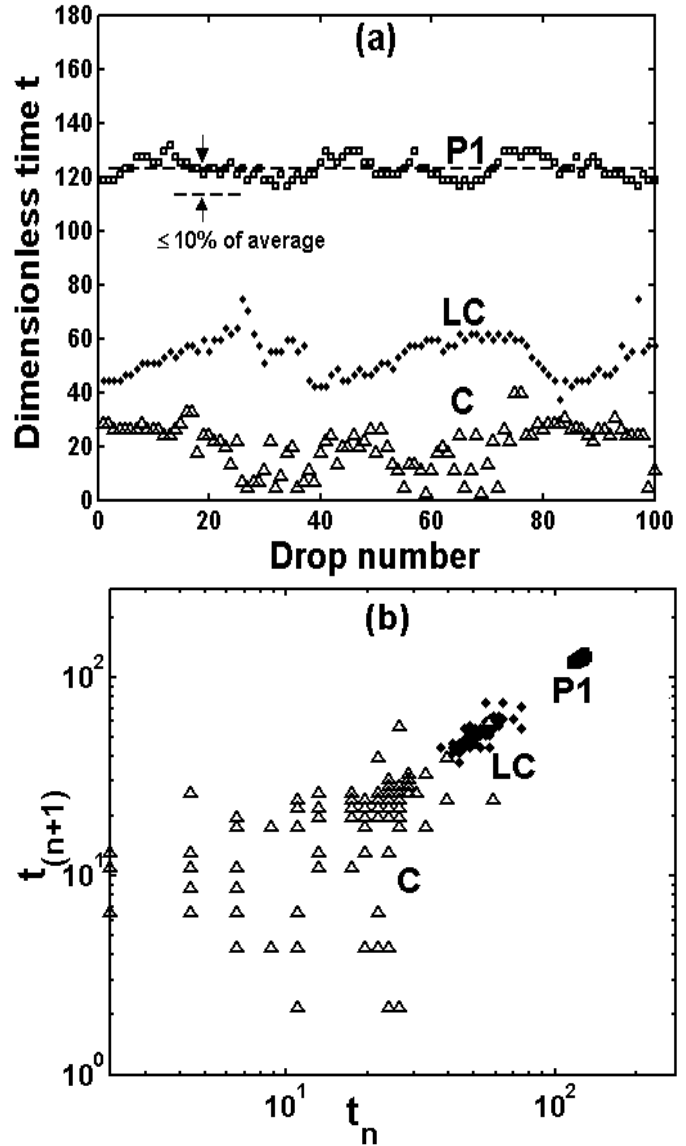 (a)
180
160
140
120
100
80
60
40
20
0
Dimensionless time t
P1
≤ 10% of average
LC
C
0 20 40 60 80 100
Drop number
(b)
10²
10¹
10⁰
t(n+1)
P1
LC
C
10¹ 10²
tn